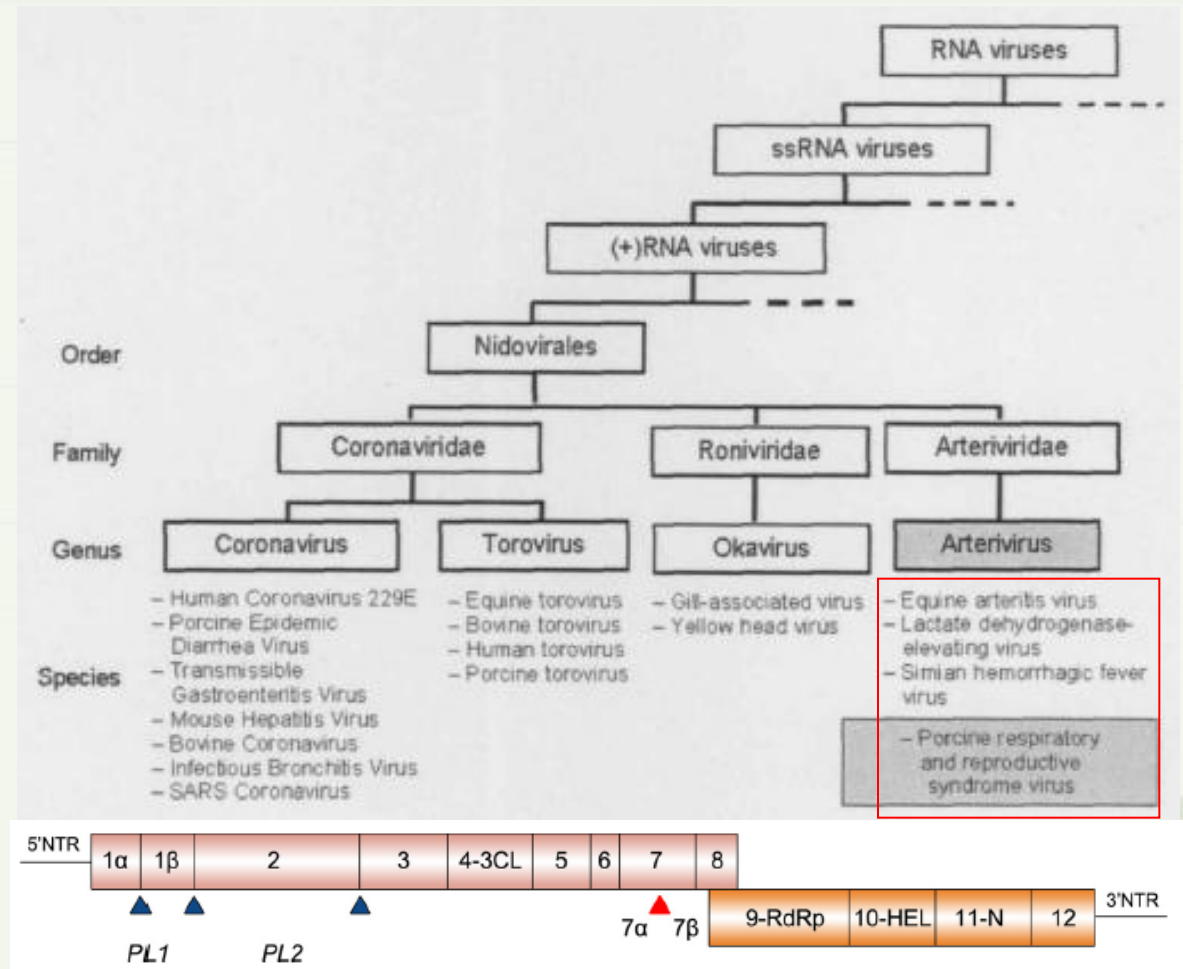 RNA viruses
ssRNA viruses
(+)RNA viruses
Order
Nidovirales
Family
Coronaviridae
Roniviridae
Arteriviridae
Genus
Coronavirus
Torovirus
Okavirus
Arterivirus
Species
– Human Coronavirus 229E
– Porcine Epidemic
Diarrhea Virus
– Transmissible
Gastroenteritis Virus
– Mouse Hepatitis Virus
– Bovine Coronavirus
– Infectious Bronchitis Virus
– SARS Coronavirus
– Equine torovirus
– Bovine torovirus
– Human torovirus
– Porcine torovirus
– Gill-associated virus
– Yellow head virus
– Equine arteritis virus
– Lactate dehydrogenase-
elevating virus
– Simian hemorrhagic fever
virus
– Porcine respiratory
and reproductive
syndrome virus
5'NTR
1α
1β
2
3
4-3CL
5
6
7
8
PL1
PL2
7α
7β
9-RdRp
10-HEL
11-N
12
3'NTR